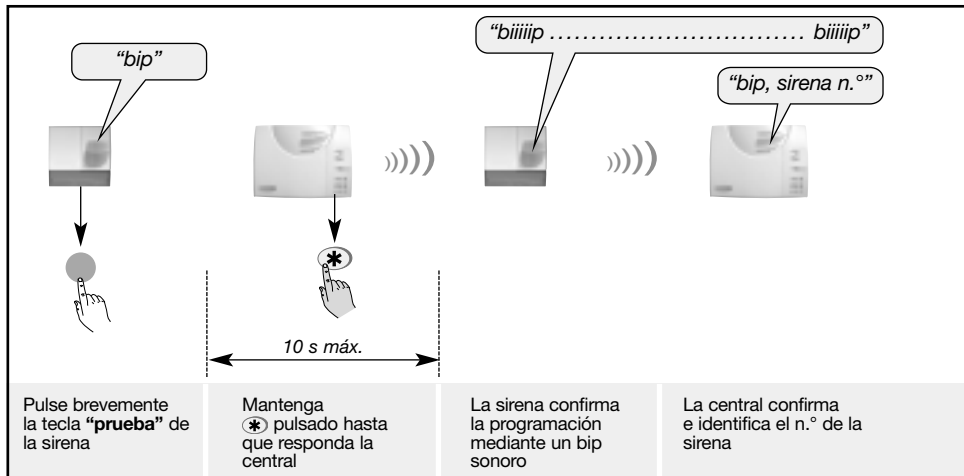 “biiiiip ............................... biiiiip”
“bip”
“bip, sirena n.°”
10 s máx.
Pulse brevemente
la tecla “prueba” de
la sirena
Mantenga
✱ pulsado hasta
que responda la
central
La sirena confirma
la programación
mediante un bip
sonoro
La central confirma
e identifica el n.° de la
sirena